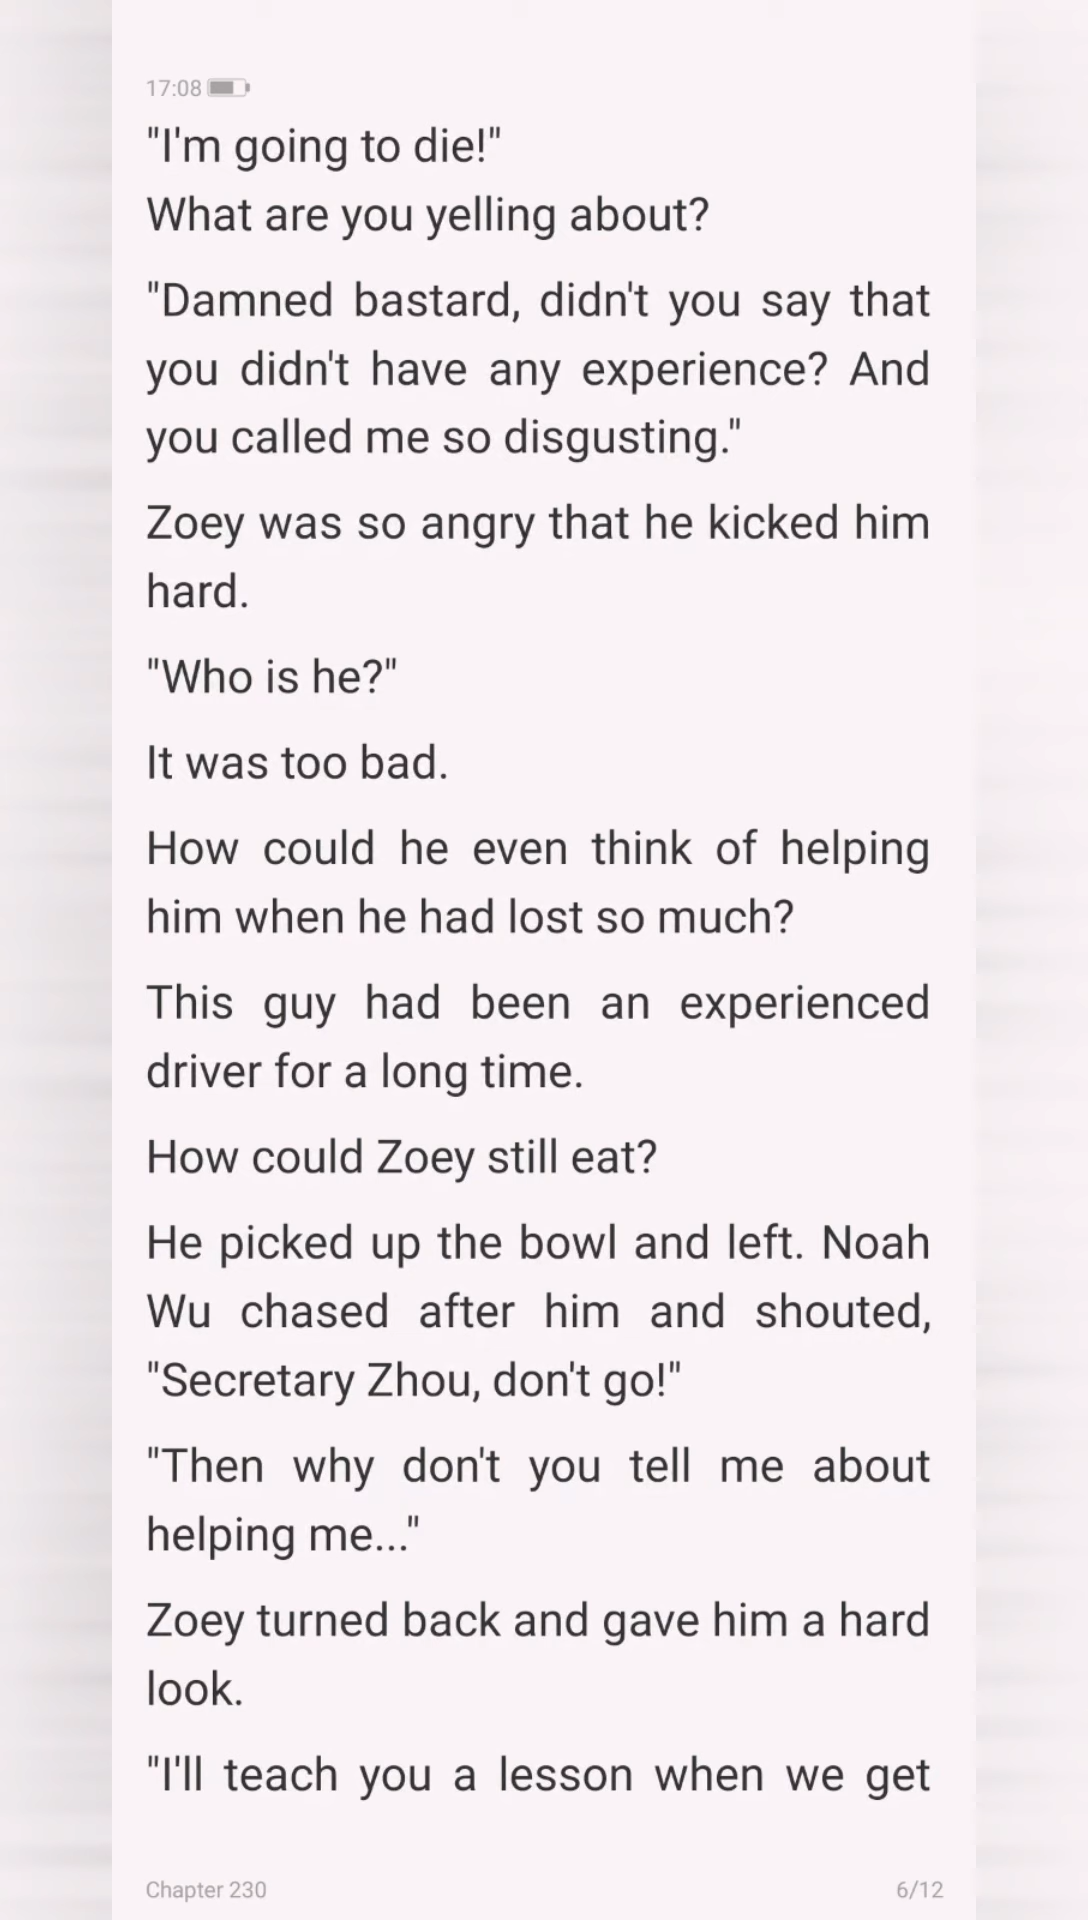 17:08
"I'm going to die!"
What are you yelling about?
"Damned bastard, didn't you say that
you didn't have any experience? And
you called me so disgusting."
Zoey was so angry that he kicked him
hard.
"Who is he?"
It was too bad.
How could he even think of helping
him when he had lost so much?
This guy had been an experienced
driver for a long time.
How could Zoey still eat?
He picked up the bowl and left. Noah
Wu chased after him and shouted,
"Secretary Zhou, don't go!"
"Then why don't you tell me about
helping me..."
Zoey turned back and gave him a hard
look.
"I'll teach you a lesson when we get
Chapter 230
6/12